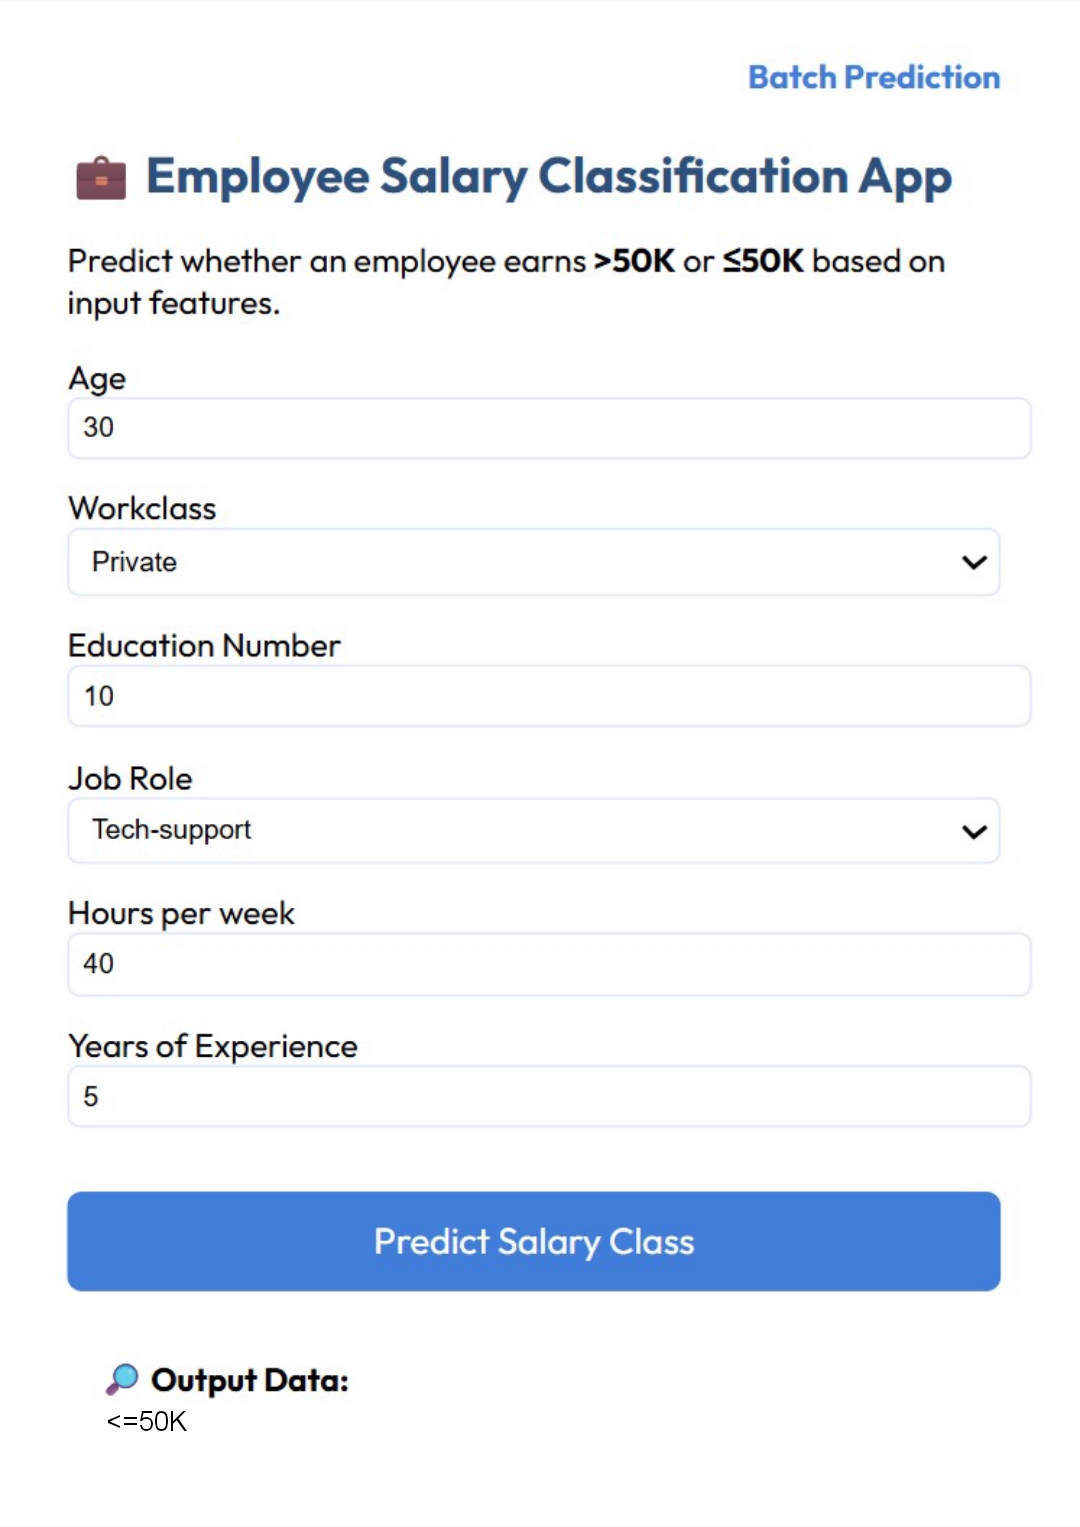 Batch Prediction
Employee Salary Classification App
Predict whether an employee earns >50K or ≤50K based on
input features.
Age
30
Workclass
Private
Education Number
10
Job Role
Tech-support
Hours per week
40
Years of Experience
5
Predict Salary Class
Output Data:
<=50K